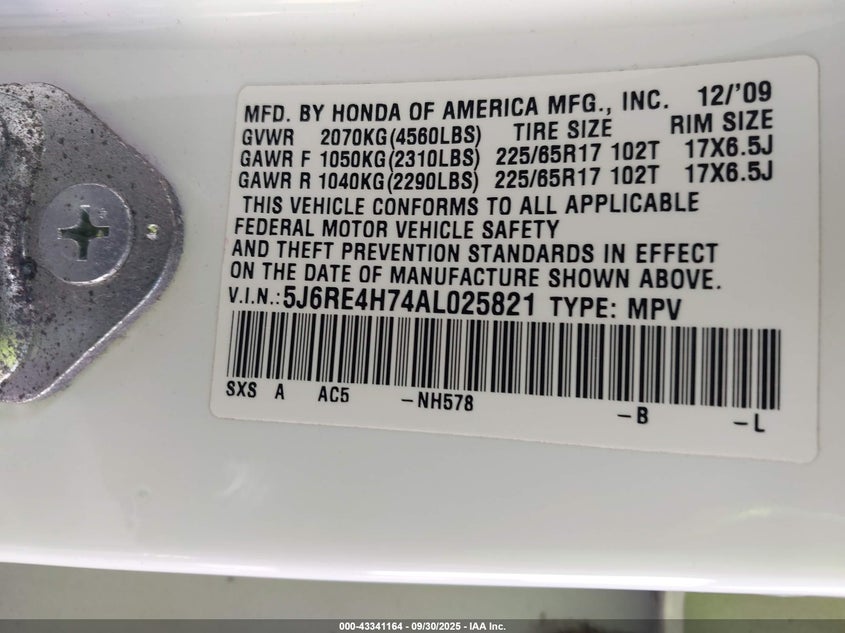 MFD. BY HONDA OF AMERICA MFG., INC. 12/'09
GVWR 2070KG(4560LBS) TIRE SIZE RIM SIZE
GAWR F 1050KG(2310LBS) 225/65R17 102T 17X6.5J
GAWR R 1040KG(2290LBS) 225/65R17 102T 17X6.5J
THIS VEHICLE CONFORMS TO ALL APPLICABLE
FEDERAL MOTOR VEHICLE SAFETY
AND THEFT PREVENTION STANDARDS IN EFFECT
ON THE DATE OF MANUFACTURE SHOWN ABOVE.
V.I.N.:5J6RE4H74AL025821 TYPE: MPV
SXS A AC5 -NH578 -B -L
000-43341164 - 09/30/2025 - IAA Inc.